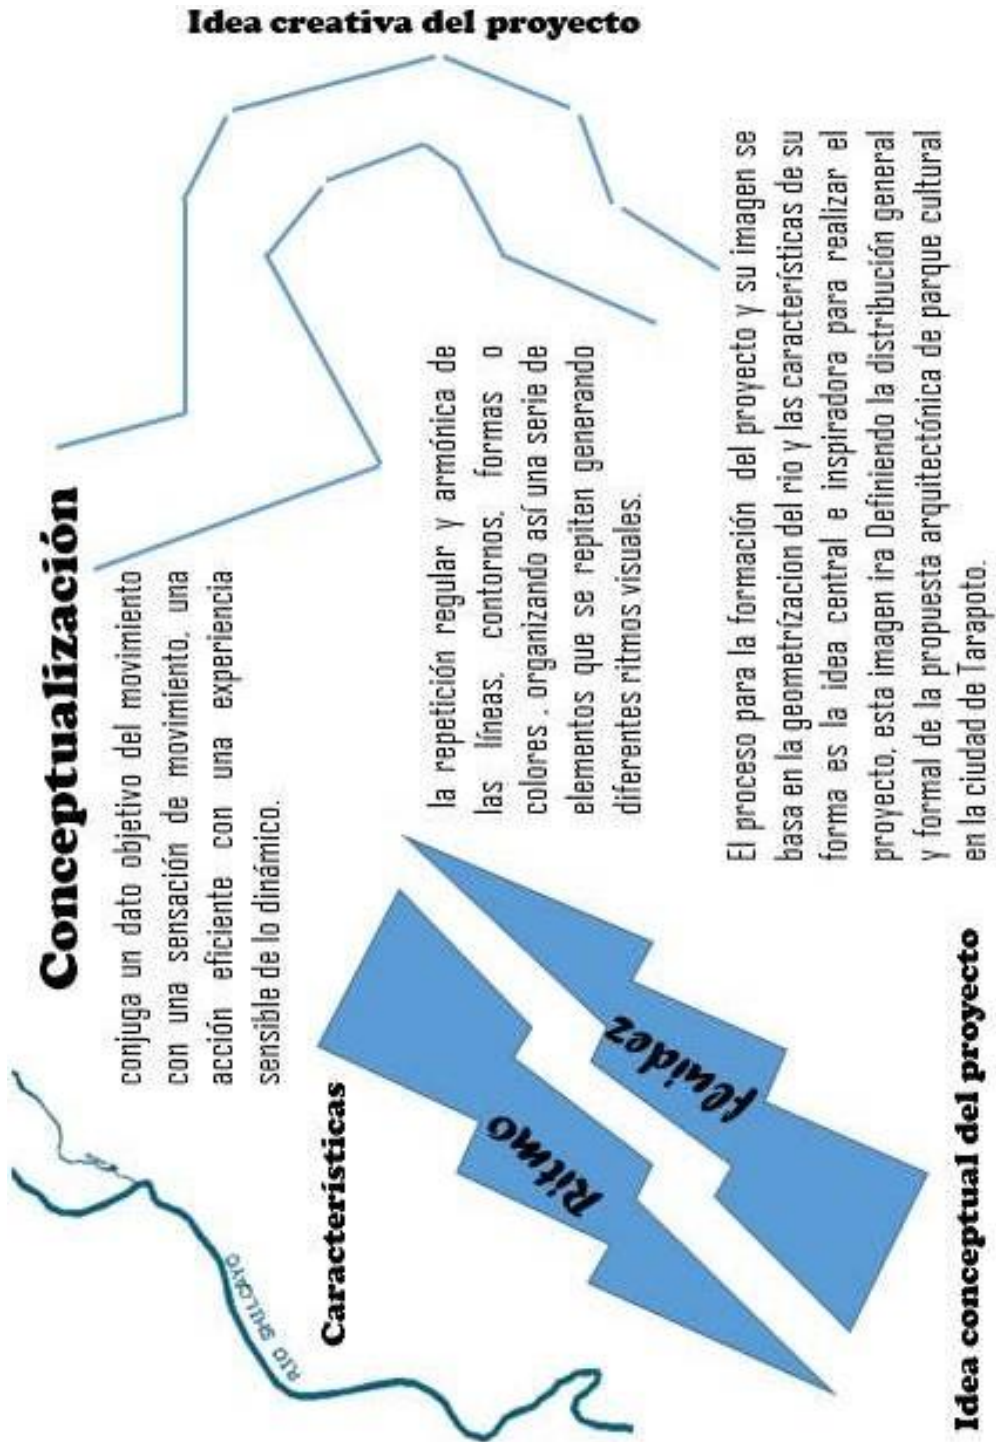 Idea creativa del proyecto
Conceptualización
conjuga un dato objetivo del movimiento
con una sensación de movimiento, una
acción eficiente con una experiencia
sensible de lo dinámico.
RIO SHILCAYO
Características
la repetición regular y armónica de
las líneas, contornos, formas o
colores , organizando así una serie de
elementos que se repiten generando
diferentes ritmos visuales.
Ritmo
fluidez
El proceso para la formación del proyecto y su imagen se
basa en la geometrízacion del rio y las características de su
forma es la idea central e inspiradora para realizar el
proyecto, esta imagen ira Definiendo la distribución general
y formal de la propuesta arquitectónica de parque cultural
en la ciudad de Tarapoto.
Idea conceptual del proyecto